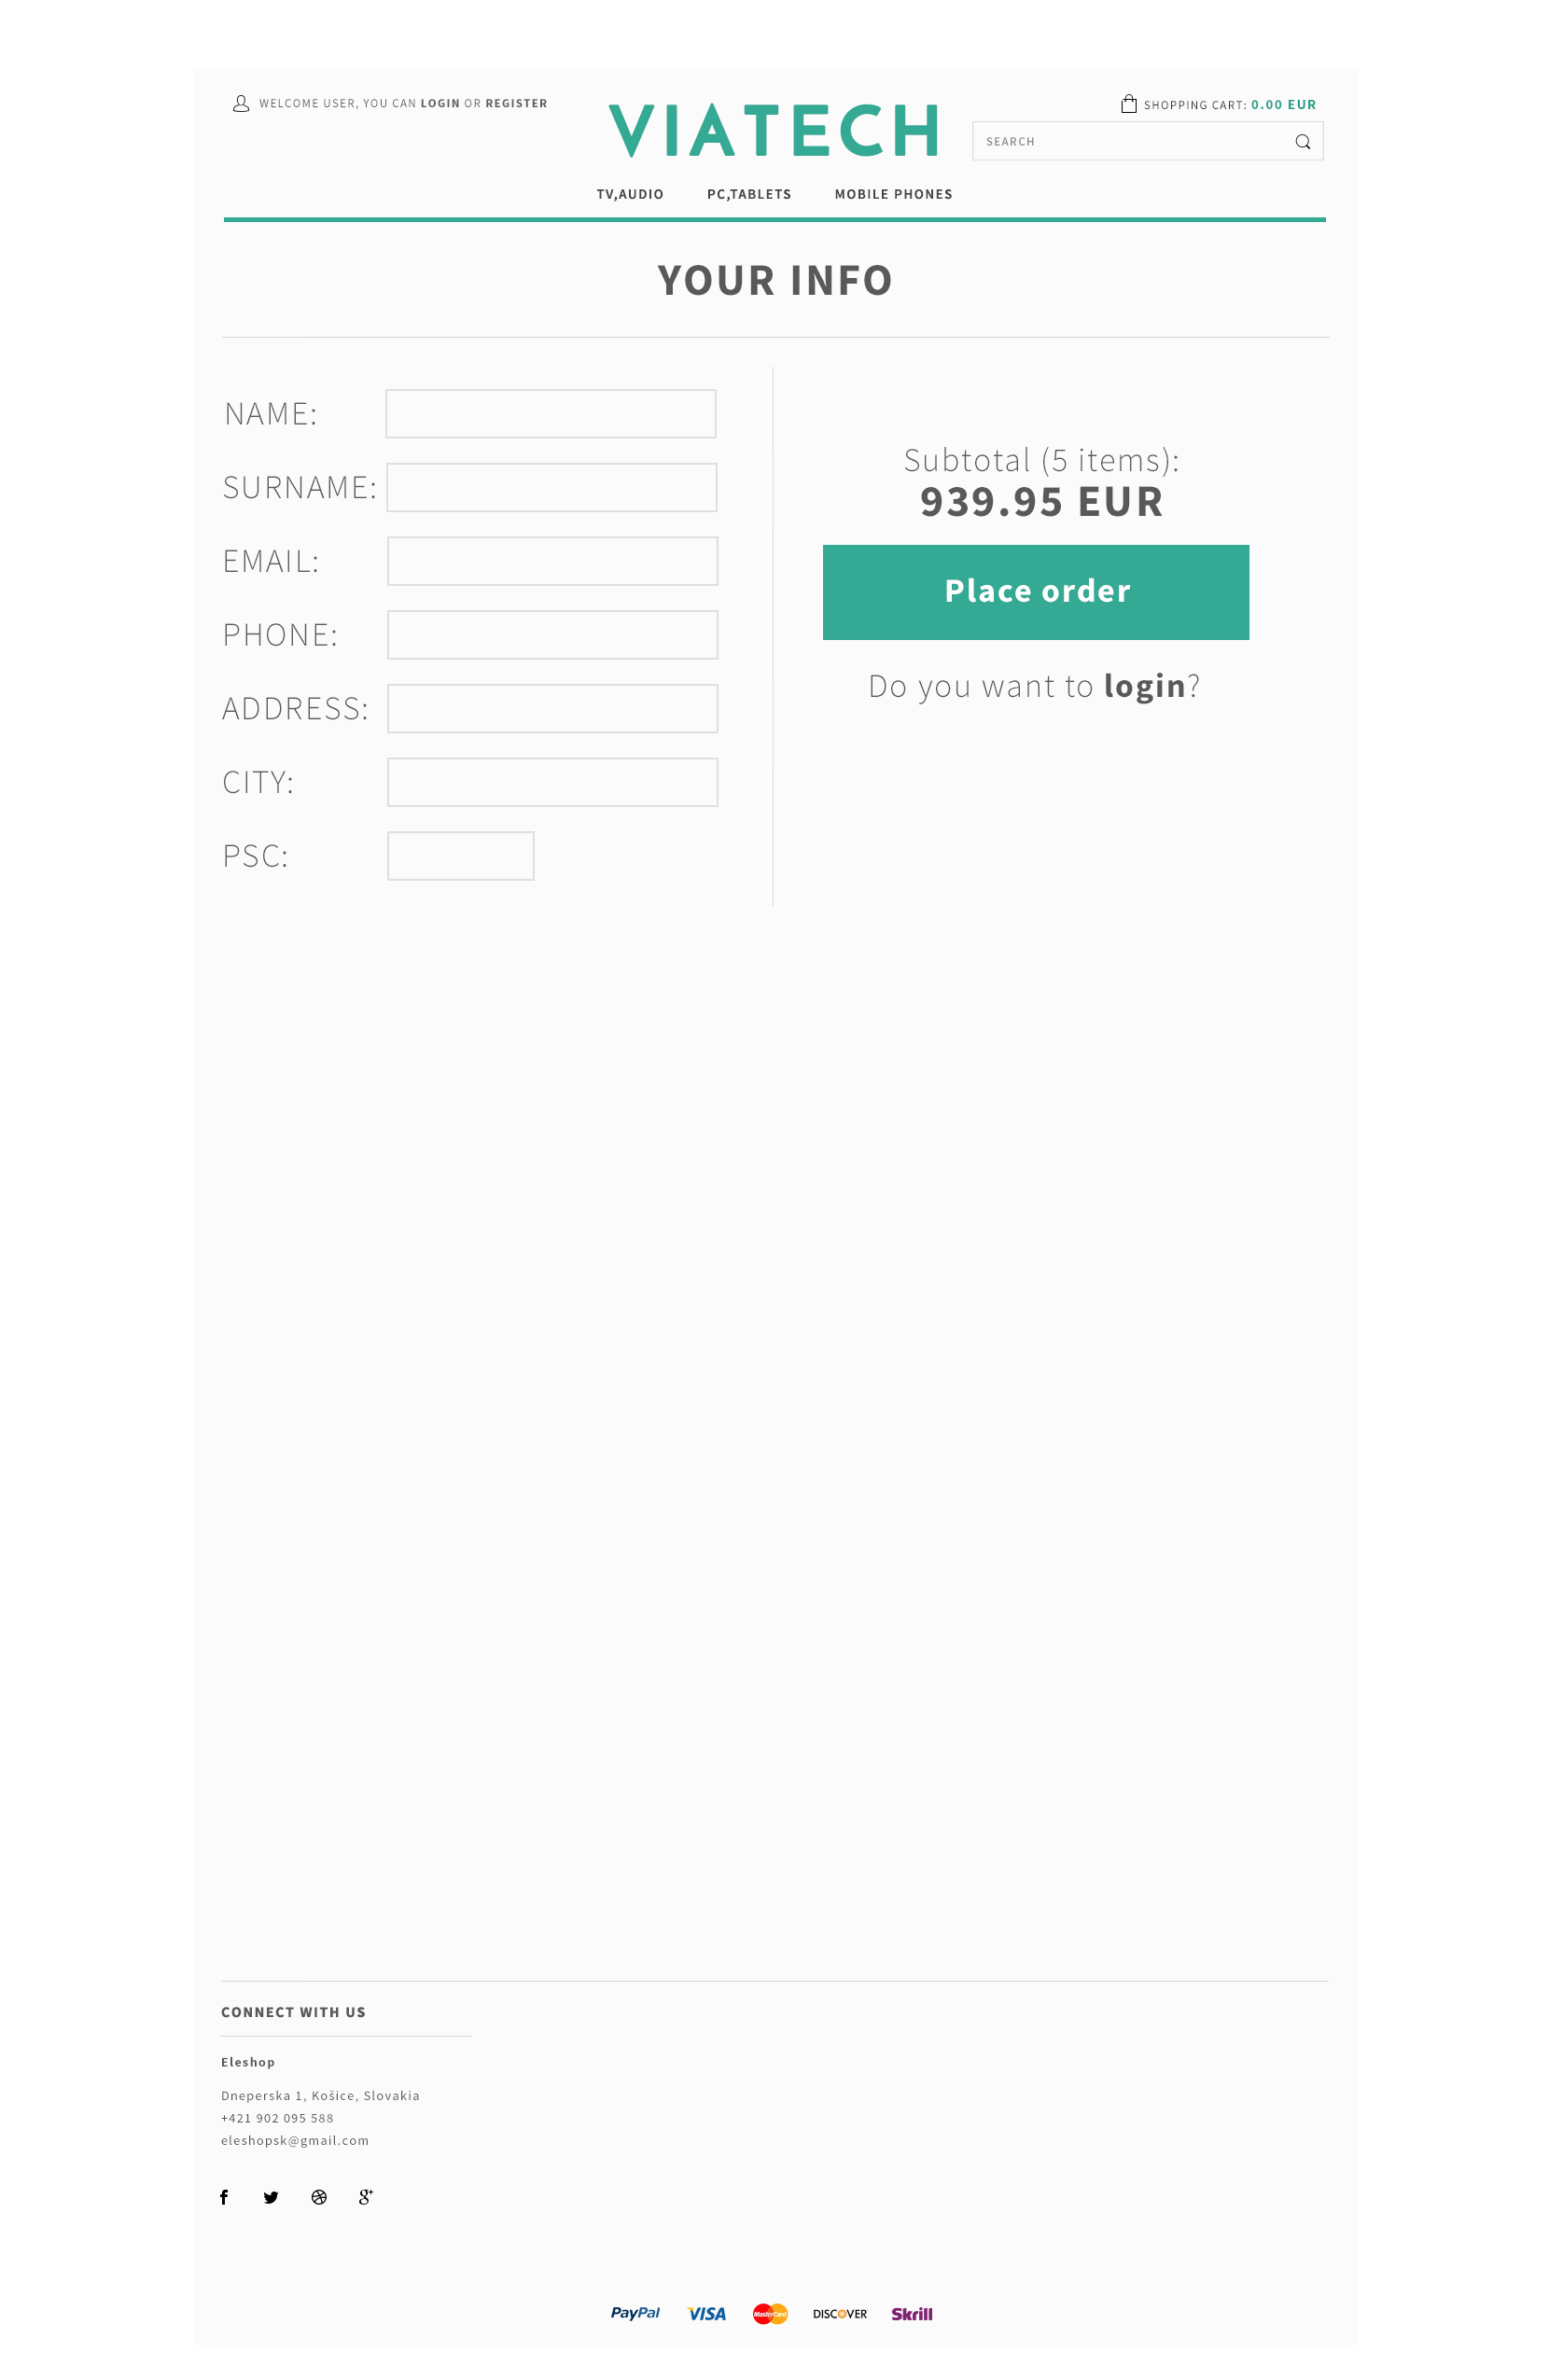 WELCOME USER, YOU CAN LOGIN OR REGISTER
VIATECH
SHOPPING CART: 0.00 EUR
SEARCH
TV,AUDIO PC,TABLETS MOBILE PHONES
YOUR INFO
NAME:
SURNAME:
EMAIL:
PHONE:
ADDRESS:
CITY:
PSC:
Subtotal (5 items):
939.95 EUR
Place order
Do you want to login?
CONNECT WITH US
Eleshop
Dneperska 1, Košice, Slovakia
+421 902 095 588
eleshopsk@gmail.com
PayPal VISA MasterCard DISCOVER Skrill